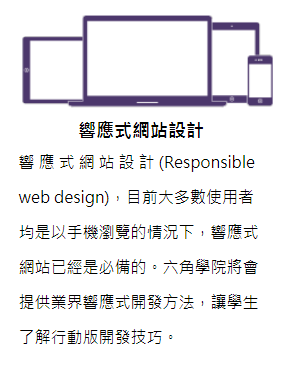 響應式網站設計
響應式網站設計(Responsible
web design)，目前大多數使用者
均是以手機瀏覽的情況下，響應式
網站已經是必備的。六角學院將會
提供業界響應式開發方法，讓學生
了解行動版開發技巧。